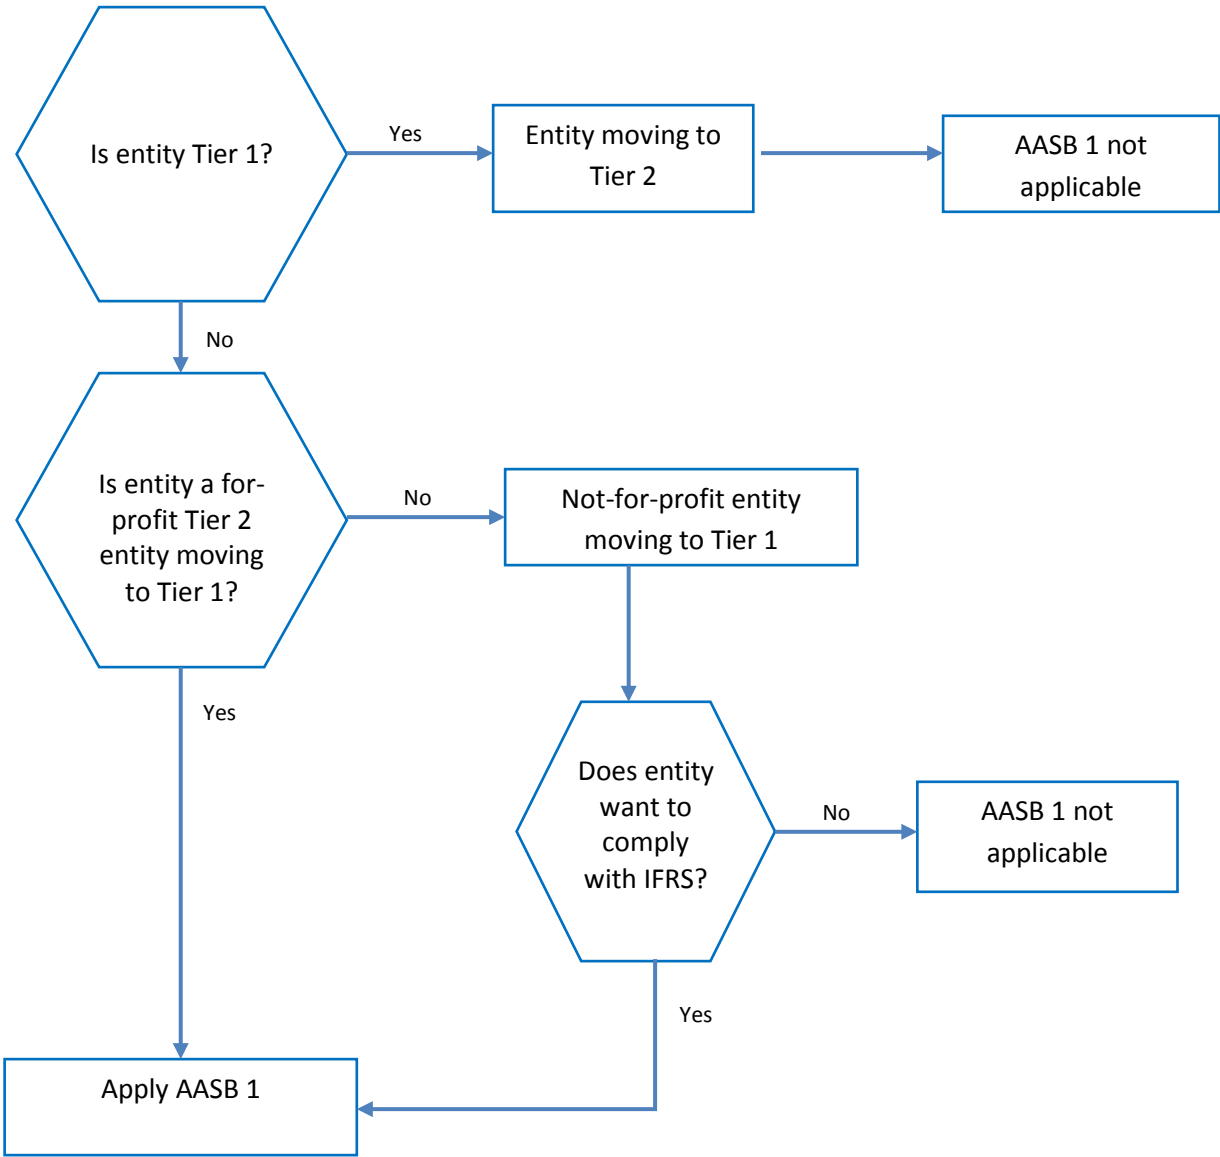 Is entity Tier 1?
Yes
Entity moving to
Tier 2
AASB 1 not
applicable
No
Is entity a for-
profit Tier 2
entity moving
to Tier 1?
No
Not-for-profit entity
moving to Tier 1
Yes
Does entity
want to
comply
with IFRS?
No
AASB 1 not
applicable
Yes
Apply AASB 1